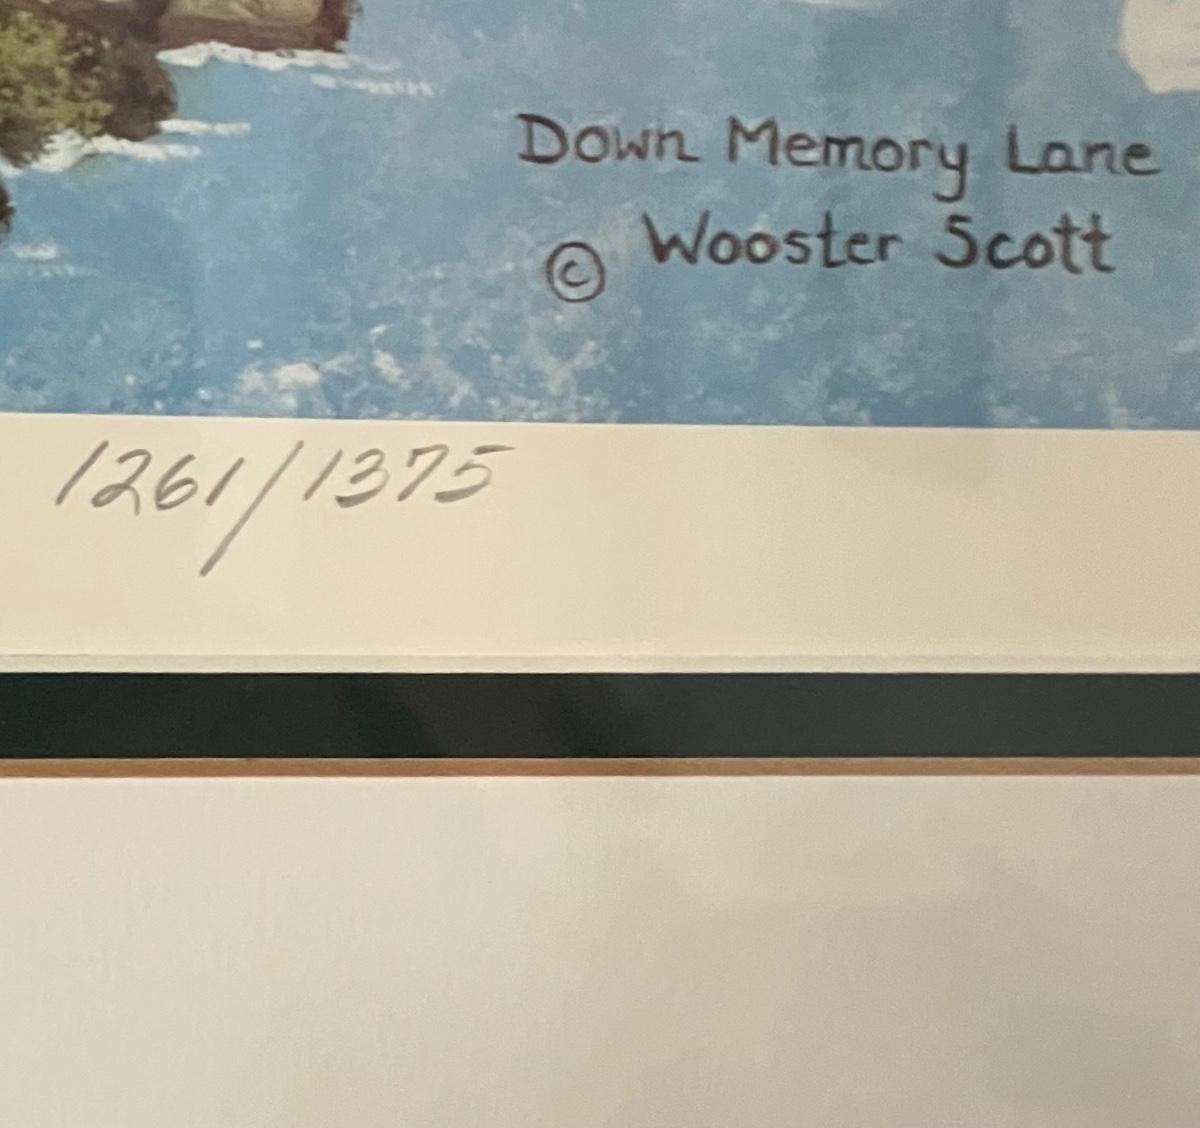 Down Memory Lane
© Wooster Scott
1261/1375